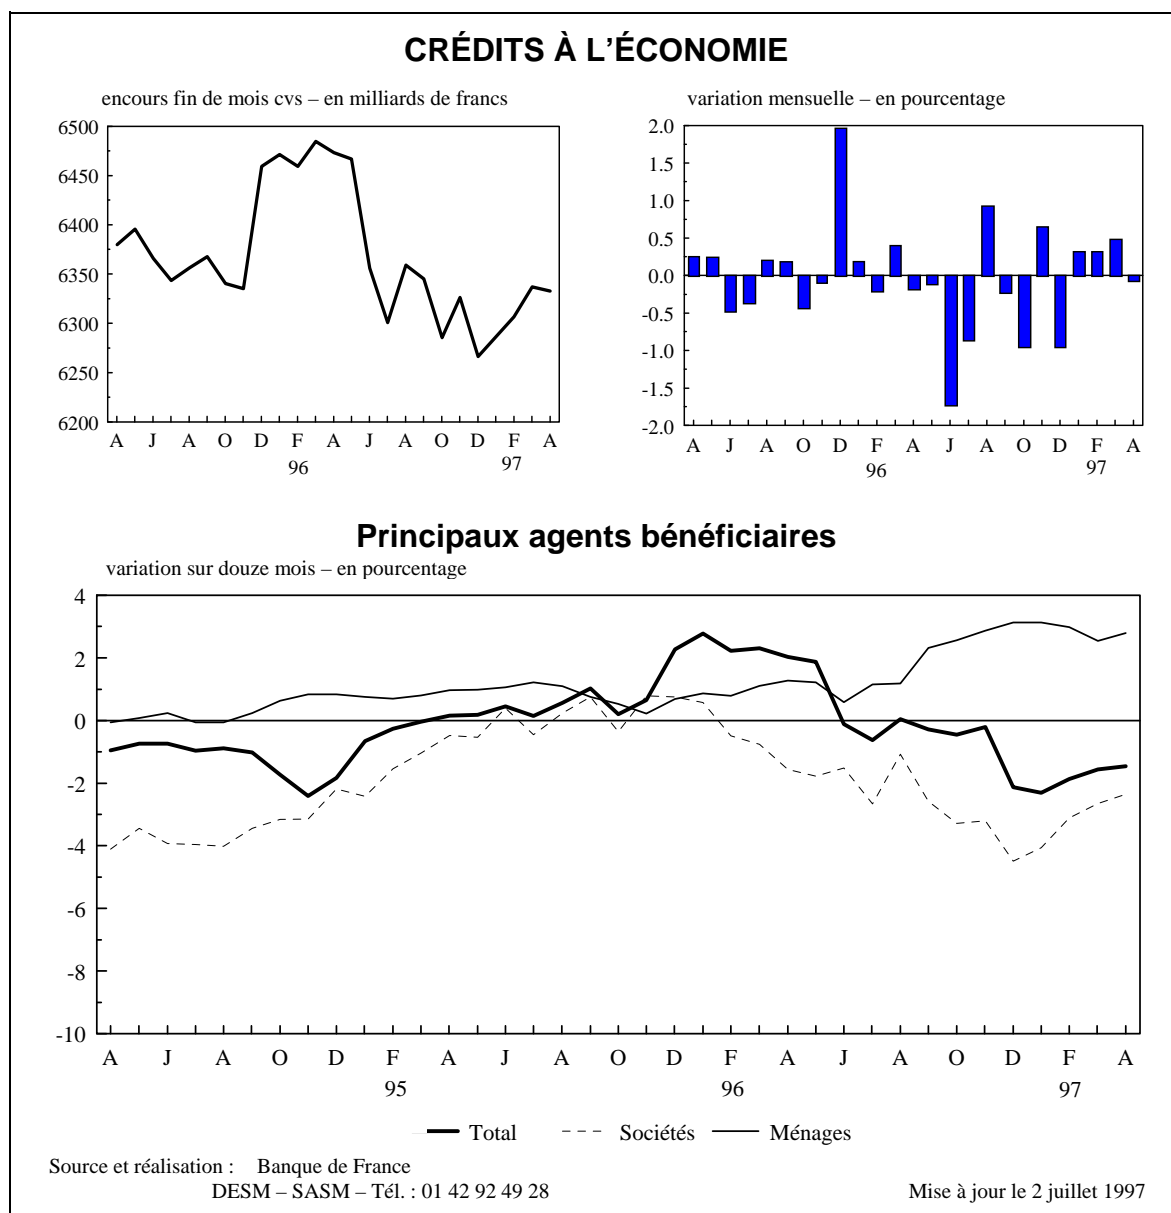 CRÉDITS À L’ÉCONOMIE
encours fin de mois cvs – en milliards de francs
6500
6450
6400
6350
6300
6250
6200
A J A O D F A J A O D F A
96 97
variation mensuelle – en pourcentage
2.0
1.5
1.0
0.5
0.0
-0.5
-1.0
-1.5
-2.0
A J A O D F A J A O D F A
96 97
Principaux agents bénéficiaires
variation sur douze mois – en pourcentage
4
2
0
-2
-4
-6
-8
-10
A J A O D F A J A O D F A J A O D F A
95 96 97
Total Sociétés Ménages
Source et réalisation : Banque de France
DESM – SASM – Tél. : 01 42 92 49 28 Mise à jour le 2 juillet 1997